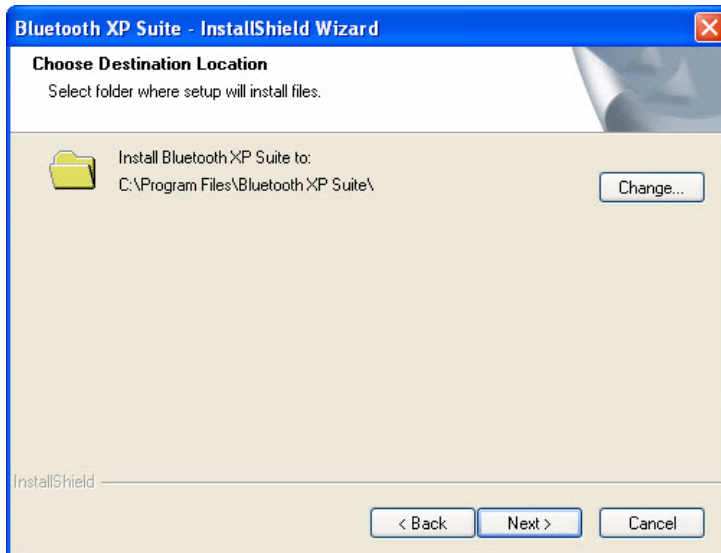 Bluetooth XP Suite - InstallShield Wizard
Choose Destination Location
Select folder where setup will install files.
Install Bluetooth XP Suite to:
C:\Program Files\Bluetooth XP Suite\
Change...
InstallShield
< Back
Next >
Cancel